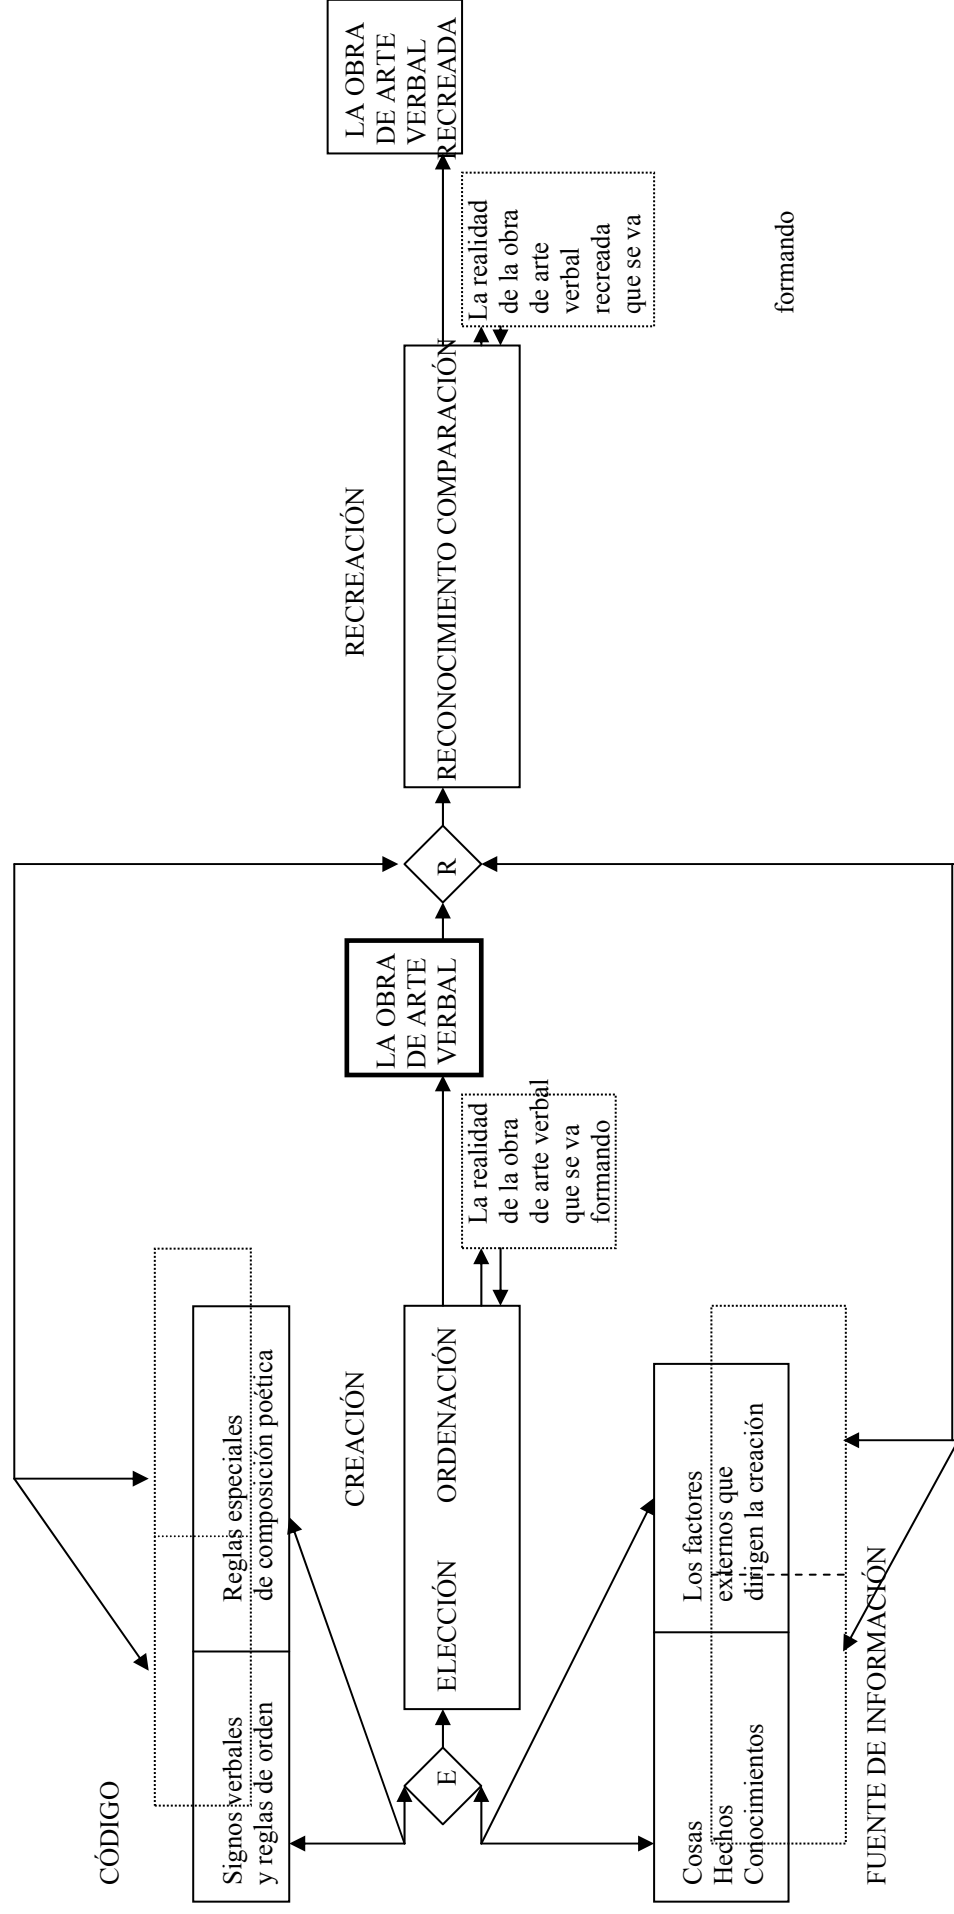 CÓDIGO
Signos verbales
y reglas de orden
Reglas especiales
de composición poética
CREACIÓN
E
ELECCIÓN
ORDENACIÓN
La realidad
de la obra
de arte verbal
que se va
formando
LA OBRA
DE ARTE
VERBAL
R
RECREACIÓN
RECONOCIMIENTO COMPARACIÓN
La realidad
de la obra
de arte
verbal
recreada
que se va
formando
LA OBRA
DE ARTE
VERBAL
RECREADA
Cosas
Hechos
Conocimientos
Los factores
externos que
dirigen la creación
FUENTE DE INFORMACIÓN